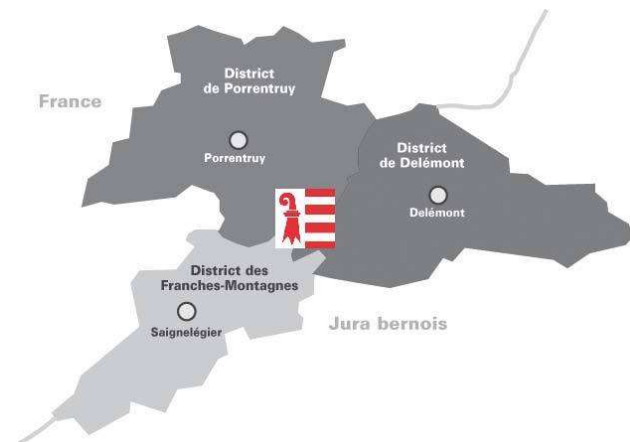 District
de Porrentruy
France
Porrentruy
District
de Delémont
Delémont
District des
Franches-Montagnes
Saignelégier
Jura bernois